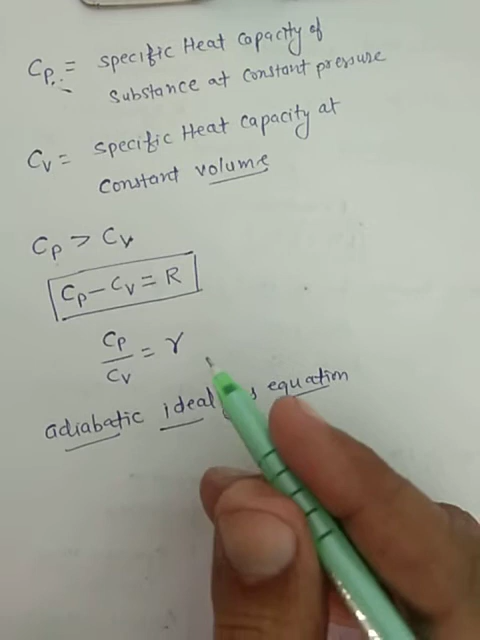 Cp = specific Heat capacity of
substance at constant pressure
Cv = specific Heat capacity at
constant volume
Cp > Cv
Cp - Cv = R
Cp/Cv = γ
adiabatic ideal equation